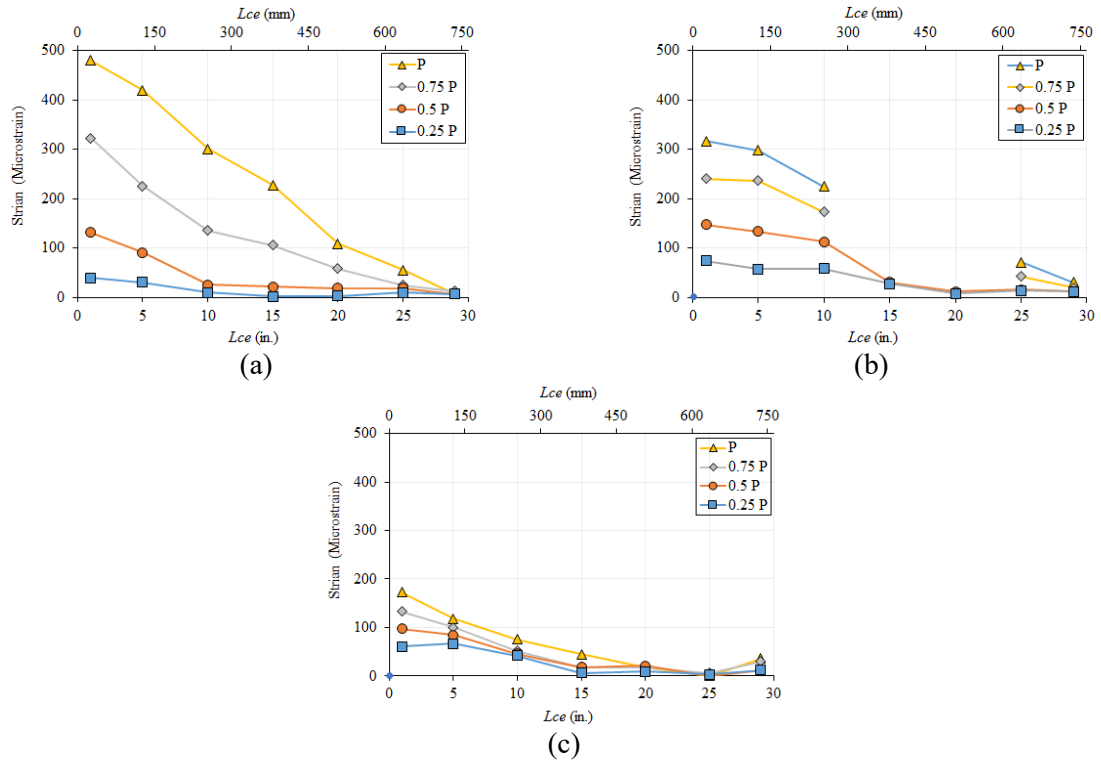 Lce (mm)
0 150 300 450 600 750
500
400
300
200
100
0
Strian (Microstrain)
P
0.75 P
0.5 P
0.25 P
0 5 10 15 20 25 30
Lce (in.)
(a)
Lce (mm)
0 150 300 450 600 750
500
400
300
200
100
0
Strian (Microstrain)
P
0.75 P
0.5 P
0.25 P
0 5 10 15 20 25 30
Lce (in.)
(b)
Lce (mm)
0 150 300 450 600 750
500
400
300
200
100
0
Strian (Microstrain)
P
0.75 P
0.5 P
0.25 P
0 5 10 15 20 25 30
Lce (in.)
(c)